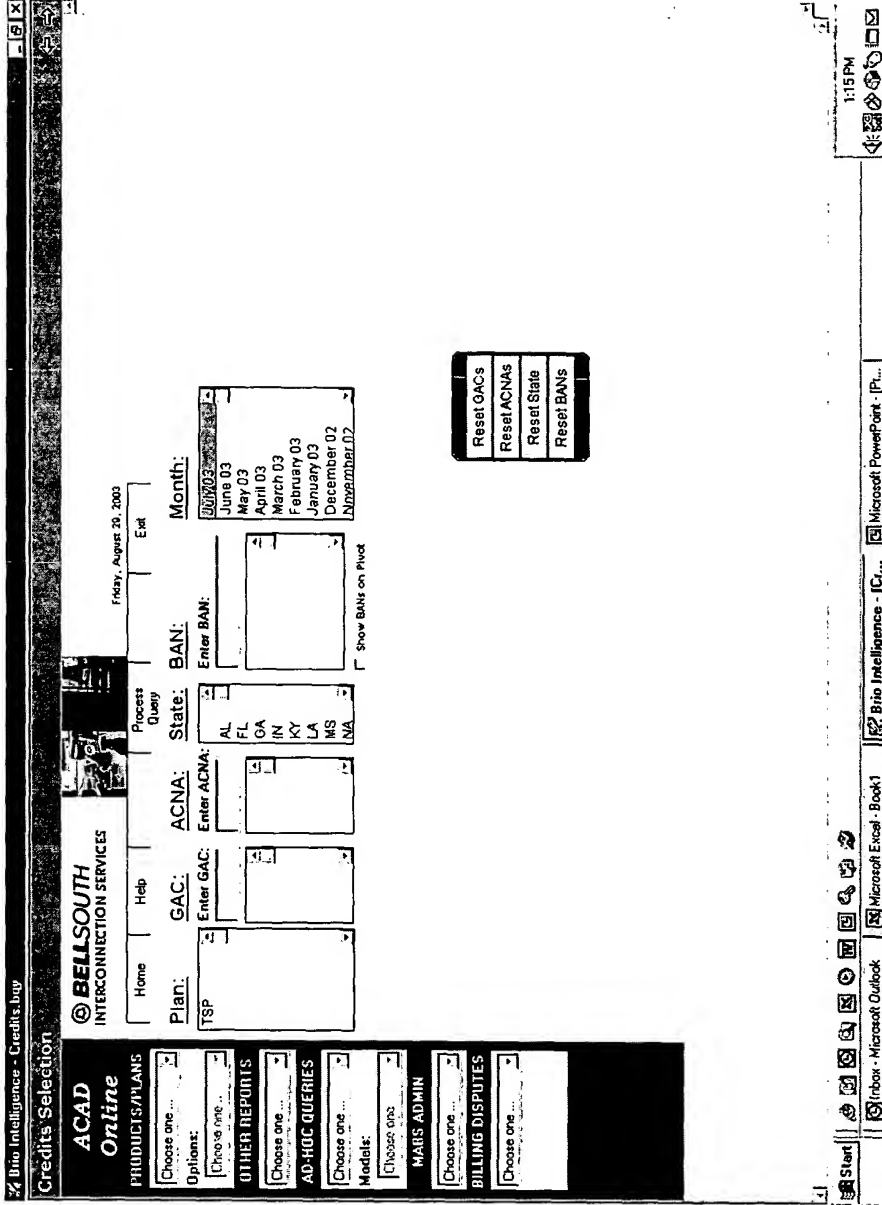 Brio Intelligence - Credits.bqy
Credits Selection
ACAD
Online
PRODUCTS/PLANS
Choose one ...
Options:
Choose one ...
OTHER REPORTS
Choose one ...
AD-HOC QUERIES
Choose one ...
Models:
Choose one
MABS ADMIN
Choose one ...
BILLING DISPUTES
Choose one ...
BELLSOUTH
INTERCONNECTION SERVICES
Friday, August 29, 2003
Home
Help
Process
Query
Exit
Plan:
TSP
GAC:
Enter GAC:
ACNA:
Enter ACNA:
State:
AL
FL
GA
IN
KY
LA
MS
NA
BAN:
Enter BAN:
Show BANs on Pivot
Month:
July 03
June 03
May 03
April 03
March 03
February 03
January 03
December 02
November 02
Reset GACs
Reset ACNAs
Reset State
Reset BANs
Start
Inbox - Microsoft Outlook
Microsoft Excel - Book1
Brio Intelligence - [Cr...
Microsoft PowerPoint - [Pr...
1:15 PM